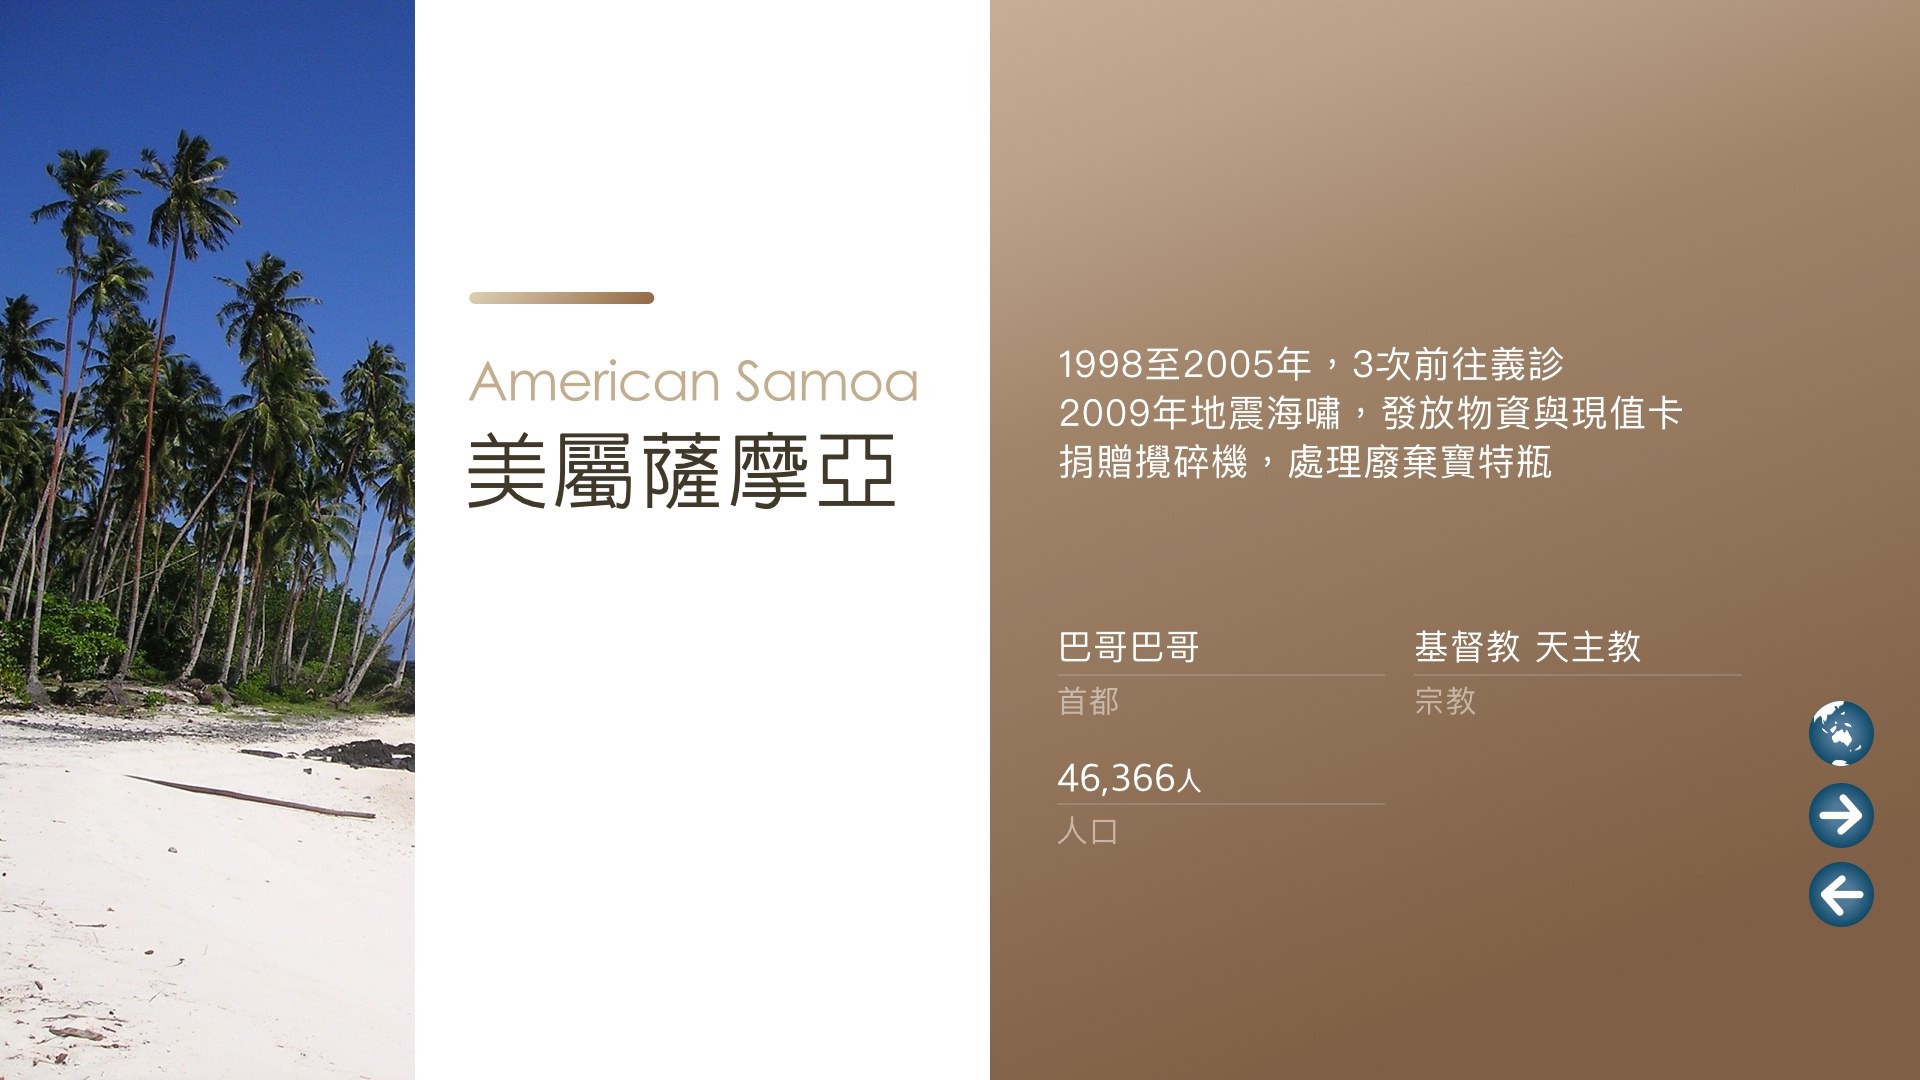 American Samoa
美屬薩摩亞
1998至2005年，3次前往義診
2009年地震海嘯，發放物資與現值卡
捐贈攪碎機，處理廢棄寶特瓶
巴哥巴哥
首都
基督教 天主教
宗教
46,366人
人口